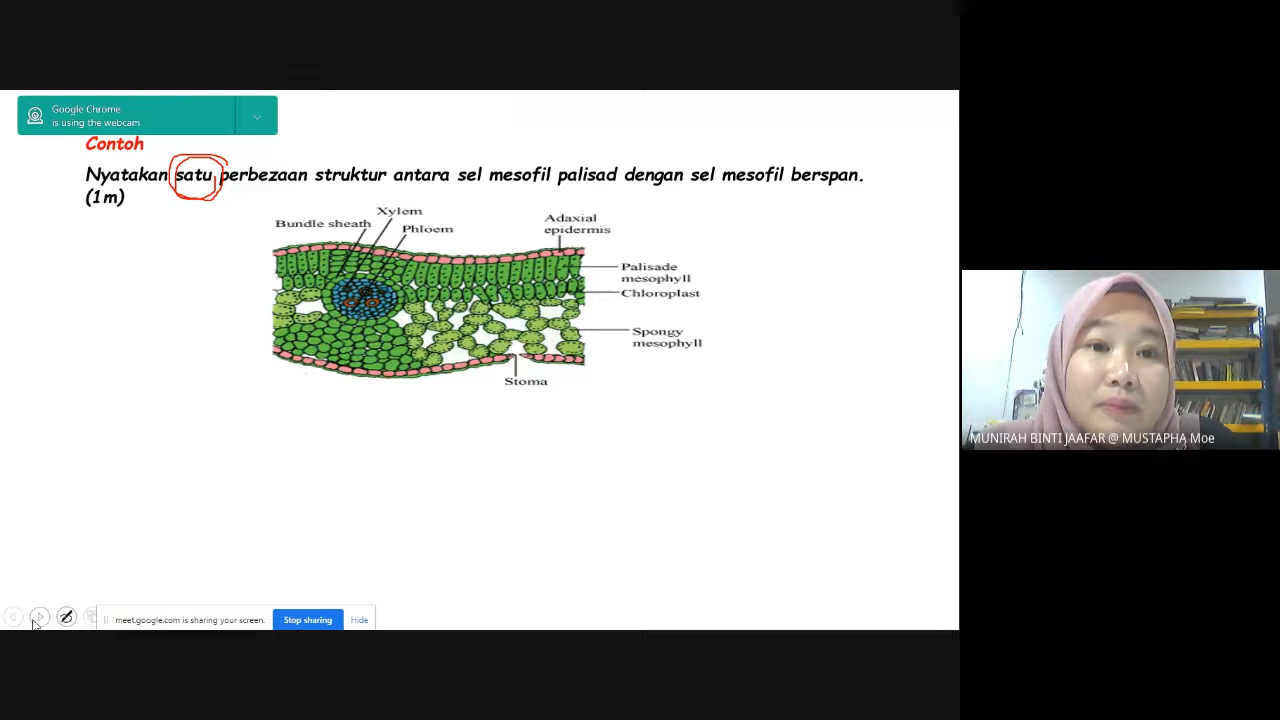 Google Chrome
is using the webcam
Contoh
Nyatakan satu perbezaan struktur antara sel mesofil palisad dengan sel mesofil berspan.
(1m)
Xylem
Bundle sheath
Phloem
Adaxial
epidermis
Palisade
mesophyll
Chloroplast
Spongy
mesophyll
Stoma
MUNIRAH BINTI JAAFAR @ MUSTAPHA Moe
meet.google.com is sharing your screen.
Stop sharing
Hide